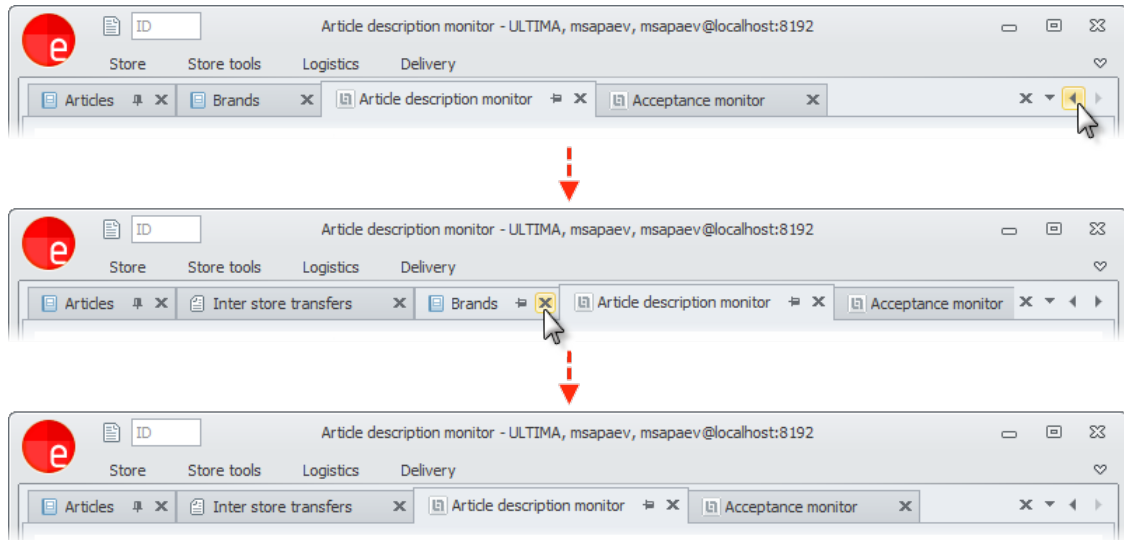 ID Article description monitor - ULTIMA, msapaev, msapaev@localhost:8192
Store Store tools Logistics Delivery
Articles Brands Article description monitor Acceptance monitor
ID Article description monitor - ULTIMA, msapaev, msapaev@localhost:8192
Store Store tools Logistics Delivery
Articles Inter store transfers Brands Article description monitor Acceptance monitor
ID Article description monitor - ULTIMA, msapaev, msapaev@localhost:8192
Store Store tools Logistics Delivery
Articles Inter store transfers Article description monitor Acceptance monitor